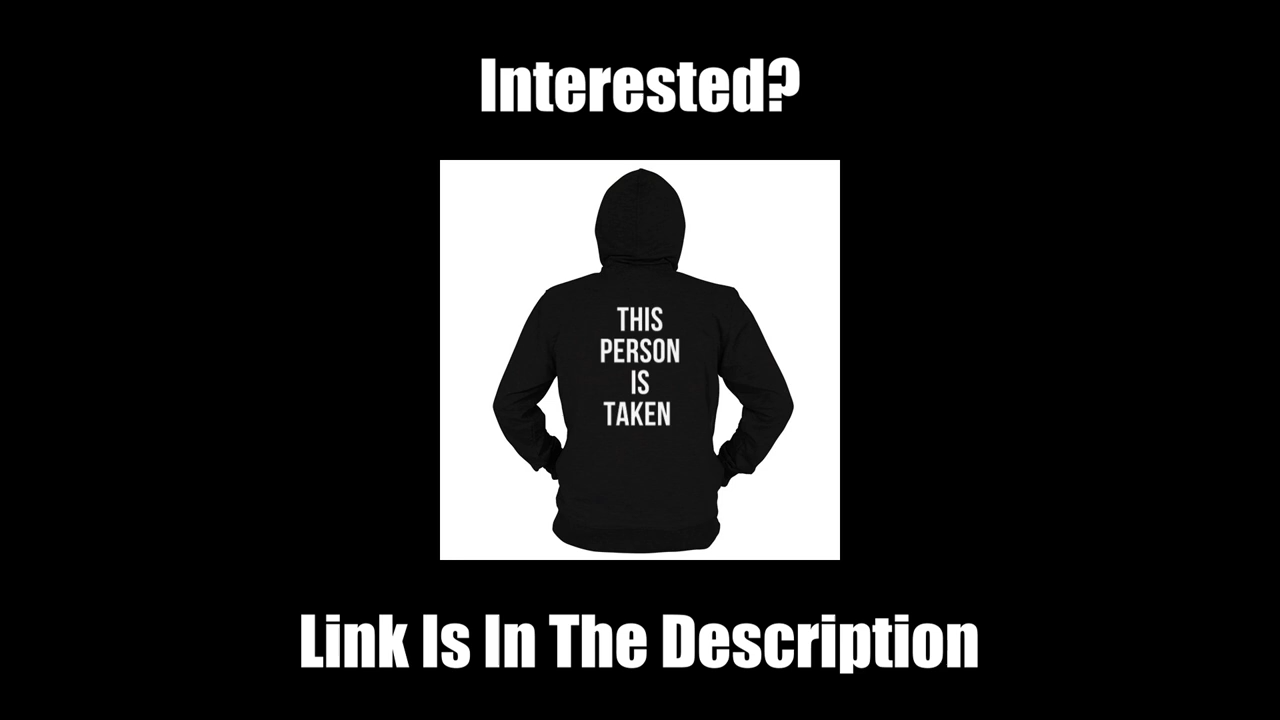 Interested?
THIS
PERSON
IS
TAKEN
Link Is In The Description